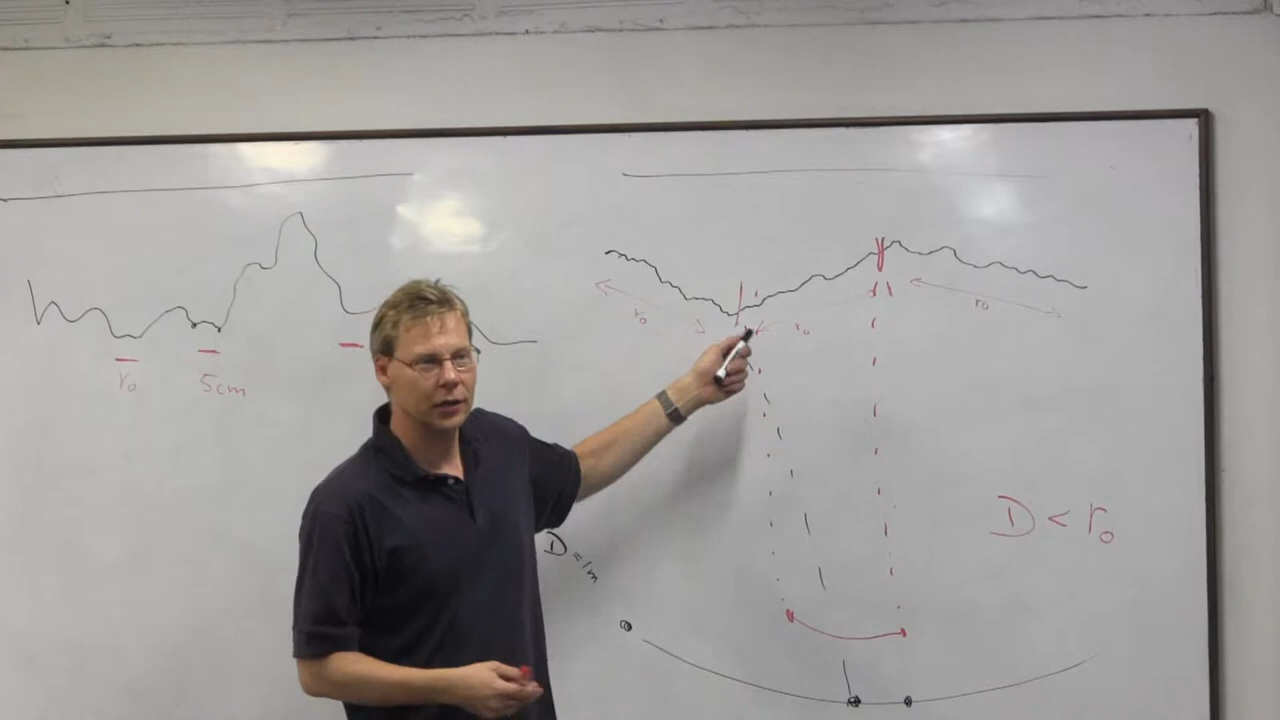 r₀
5cm
r₀
r₀
r₀
D < r₀
D = 1m